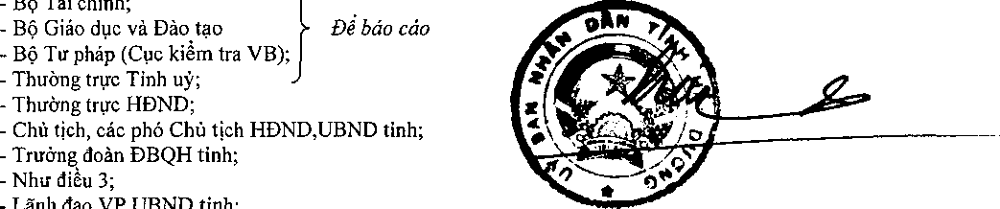 - Bộ Tài chính;
- Bộ Giáo dục và Đào tạo
- Bộ Tư pháp (Cục kiểm tra VB);
Để báo cáo
- Thường trực Tỉnh uỷ;
- Thường trực HĐND;
- Chủ tịch, các phó Chủ tịch HĐND,UBND tỉnh;
- Trưởng đoàn ĐBQH tỉnh;
- Như điều 3;
- Lãnh đạo VP UBND tỉnh;
UỶ BAN NHÂN DÂN TỈNH DƯƠNG